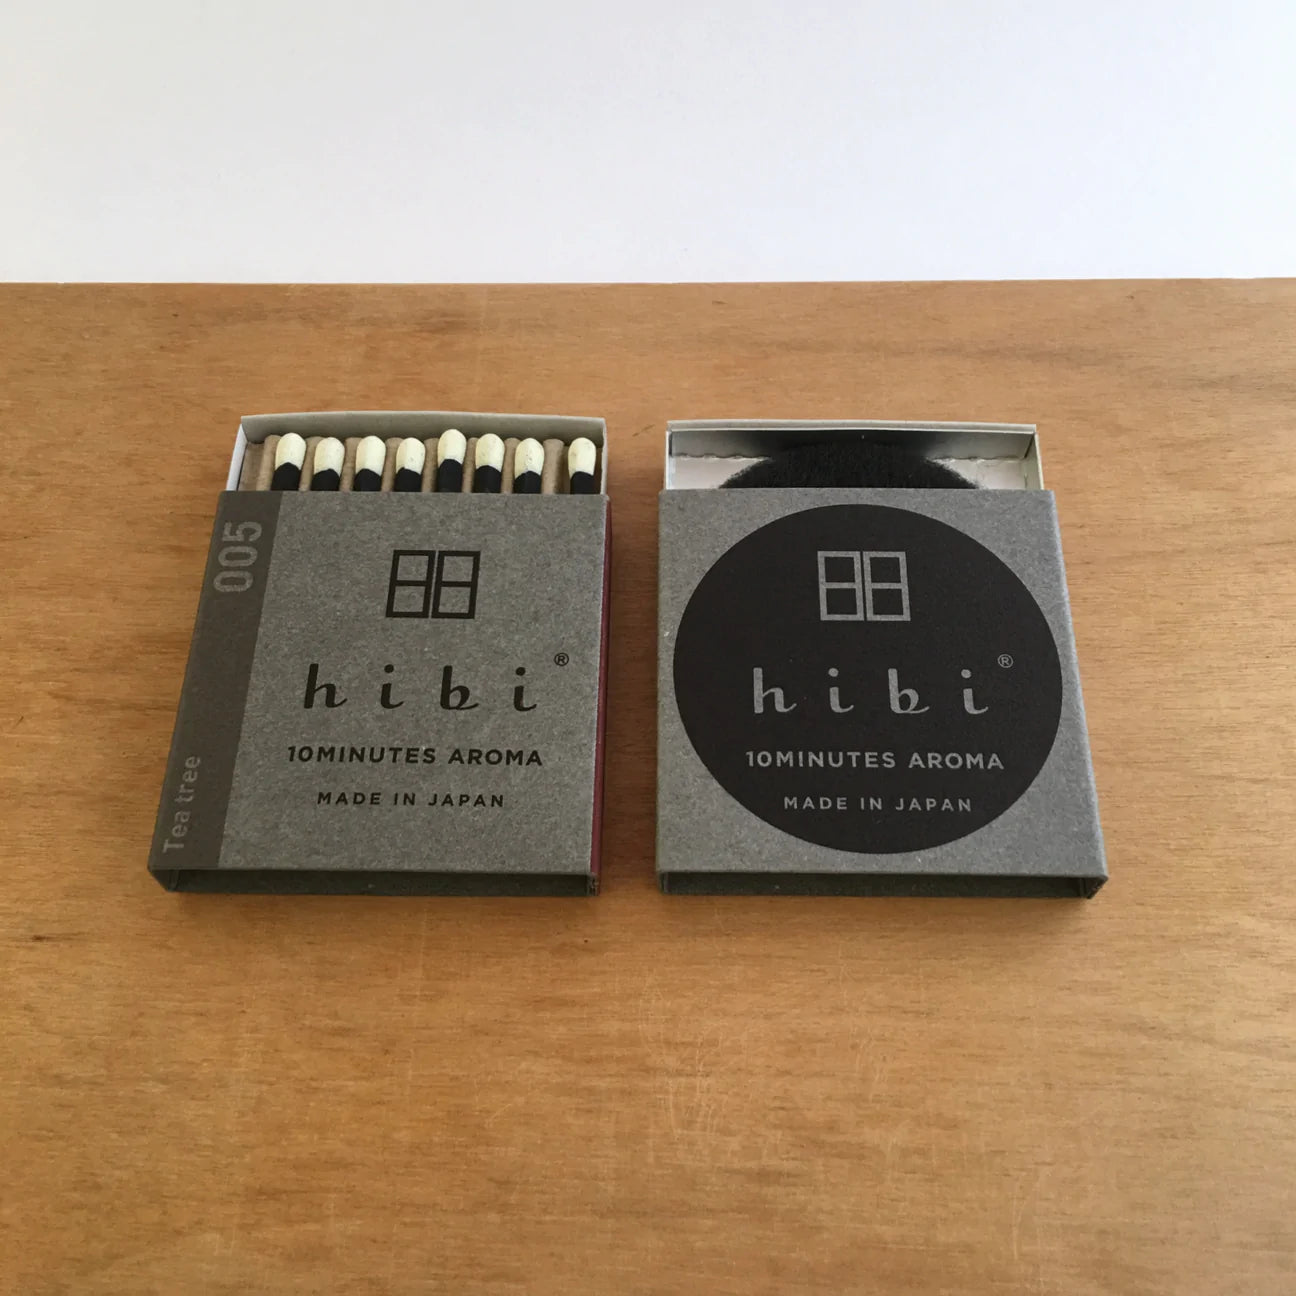 005
Tea tree
hibi®
10MINUTES AROMA
MADE IN JAPAN
hibi®
10MINUTES AROMA
MADE IN JAPAN